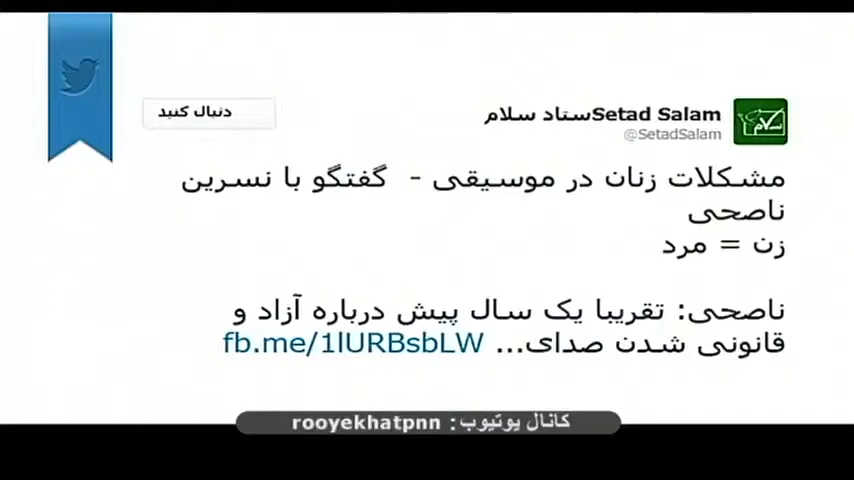 دنبال کنید
Setad Salamستاد سلام
@SetadSalam
سلام
مشکلات زنان در موسیقی - گفتگو با نسرین
ناصحی
زن = مرد
ناصحی: تقریبا یک سال پیش درباره آزاد و
قانونی شدن صدای... fb.me/1lURBsbLW
کانال یوتیوب: rooyekhatpnn